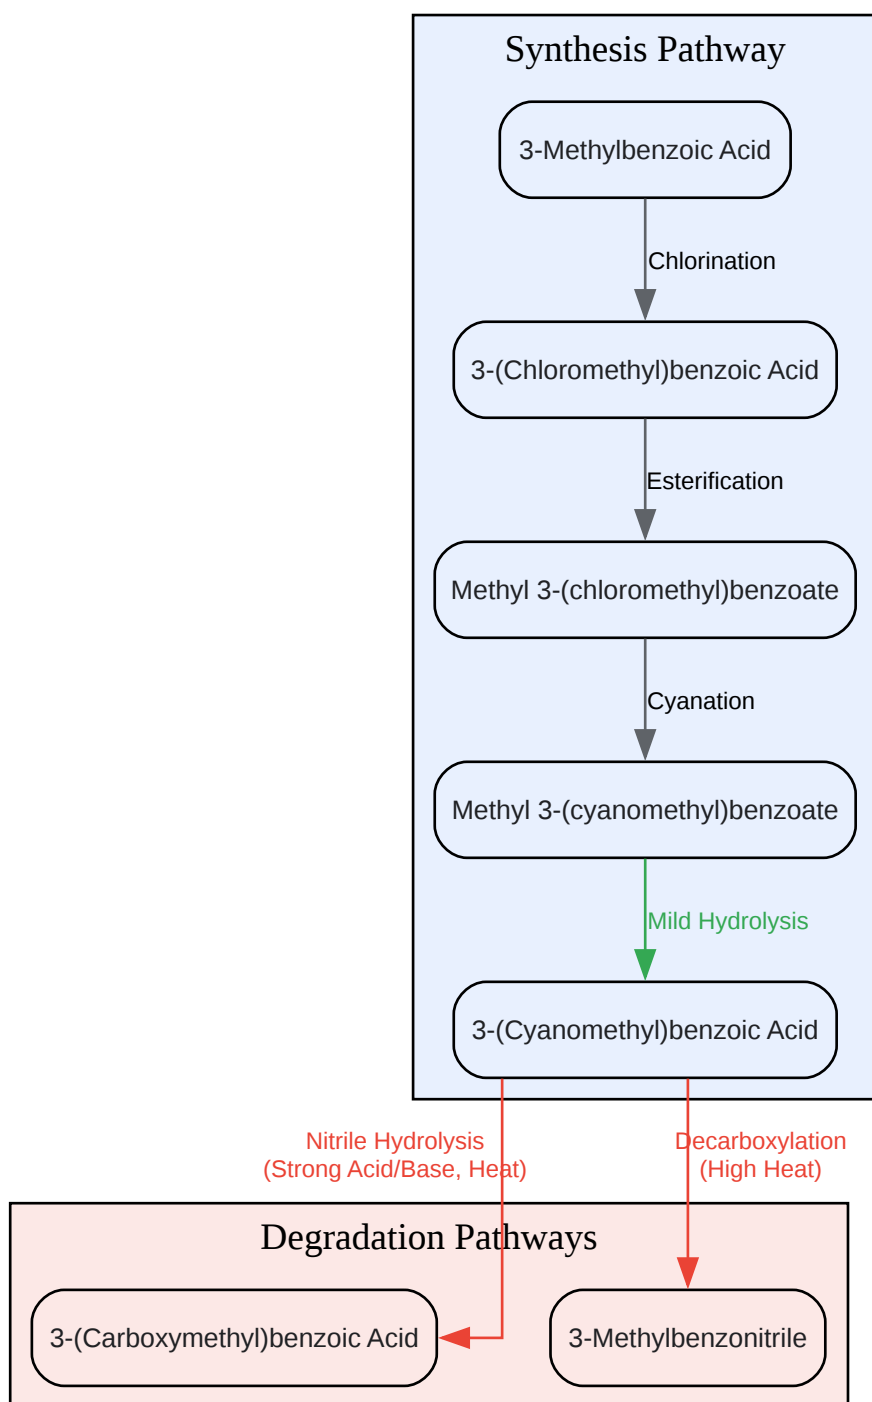 Synthesis Pathway
3-Methylbenzoic Acid
Chlorination
3-(Chloromethyl)benzoic Acid
Esterification
Methyl 3-(chloromethyl)benzoate
Cyanation
Methyl 3-(cyanomethyl)benzoate
Mild Hydrolysis
3-(Cyanomethyl)benzoic Acid
Nitrile Hydrolysis
(Strong Acid/Base, Heat)
Decarboxylation
(High Heat)
Degradation Pathways
3-(Carboxymethyl)benzoic Acid
3-Methylbenzonitrile